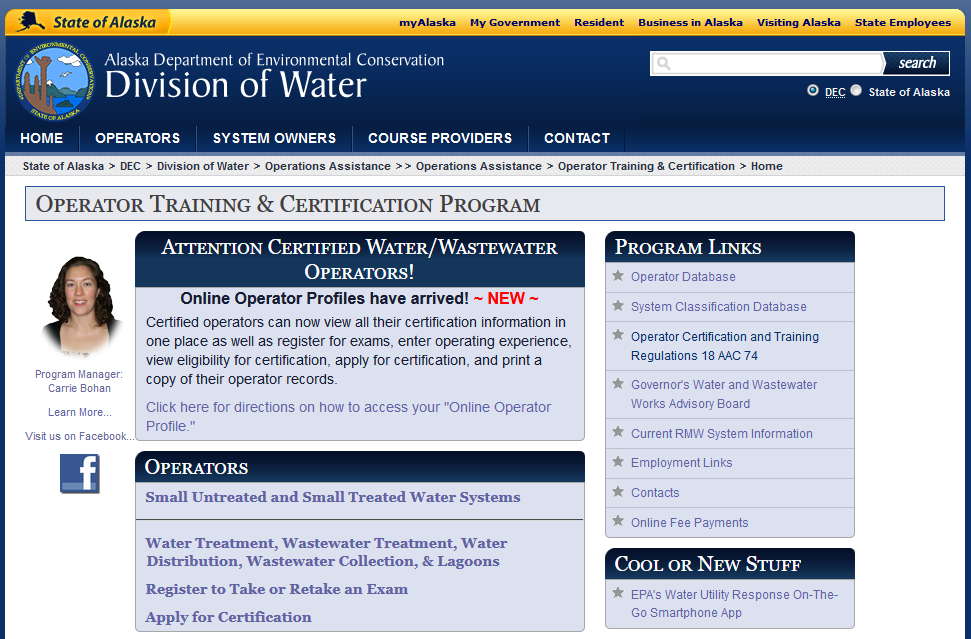 State of Alaska
myAlaska My Government Resident Business in Alaska Visiting Alaska State Employees
Alaska Department of Environmental Conservation
Division of Water
search
DEC State of Alaska
HOME OPERATORS SYSTEM OWNERS COURSE PROVIDERS CONTACT
State of Alaska > DEC > Division of Water > Operations Assistance > > Operations Assistance > Operator Training & Certification > Home
OPERATOR TRAINING & CERTIFICATION PROGRAM
Program Manager:
Carrie Bohan
Learn More...
Visit us on Facebook...
f
ATTENTION CERTIFIED WATER/WASTEWATER
OPERATORS!
Online Operator Profiles have arrived! ~ NEW ~
Certified operators can now view all their certification information in
one place as well as register for exams, enter operating experience,
view eligibility for certification, apply for certification, and print a
copy of their operator records.
Click here for directions on how to access your "Online Operator
Profile."
OPERATORS
Small Untreated and Small Treated Water Systems
Water Treatment, Wastewater Treatment, Water
Distribution, Wastewater Collection, & Lagoons
Register to Take or Retake an Exam
Apply for Certification
PROGRAM LINKS
Operator Database
System Classification Database
Operator Certification and Training
Regulations 18 AAC 74
Governor's Water and Wastewater
Works Advisory Board
Current RMW System Information
Employment Links
Contacts
Online Fee Payments
COOL OR NEW STUFF
EPA's Water Utility Response On-The-
Go Smartphone App